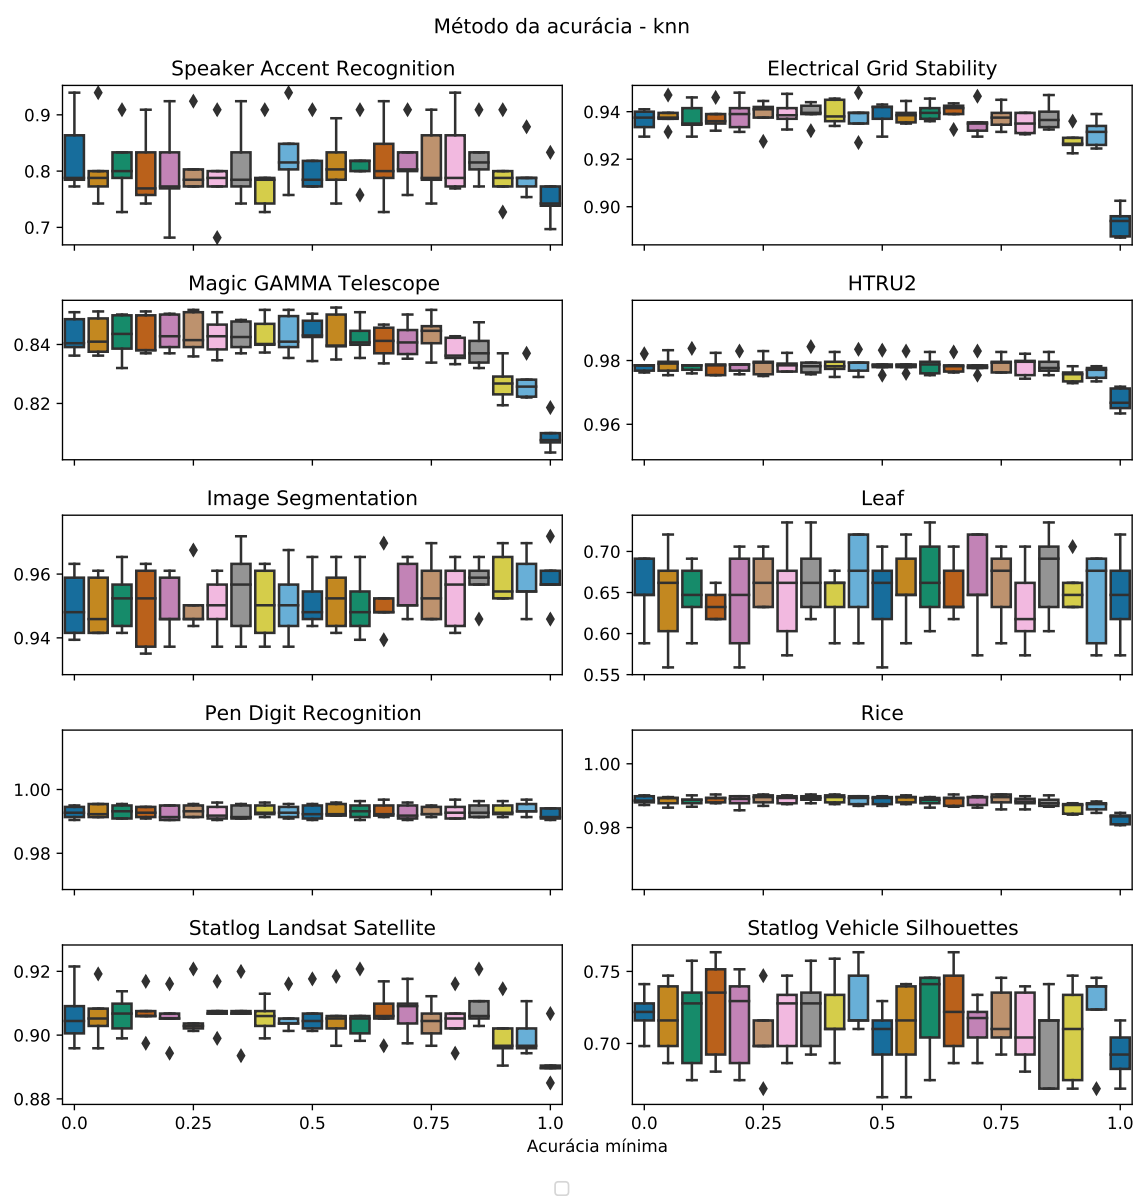 Método da acurácia - knn
Speaker Accent Recognition
0.9
0.8
0.7
Electrical Grid Stability
0.94
0.92
0.90
Magic GAMMA Telescope
0.84
0.82
HTRU2
0.98
0.96
Image Segmentation
0.96
0.94
Leaf
0.70
0.65
0.60
0.55
Pen Digit Recognition
1.00
0.98
Rice
1.00
0.98
Statlog Landsat Satellite
0.92
0.90
0.88
0.0 0.25 0.5 0.75 1.0
Statlog Vehicle Silhouettes
0.75
0.70
0.0 0.25 0.5 0.75 1.0
Acurácia mínima